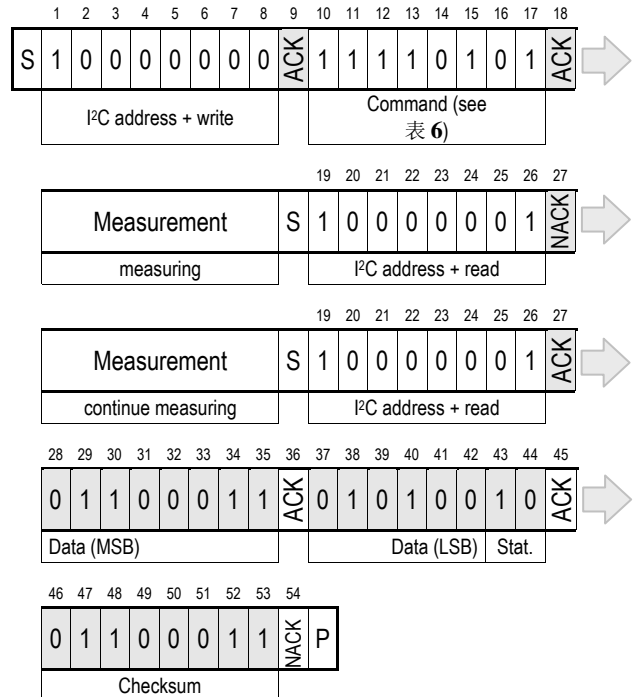 1 2 3 4 5 6 7 8 9 10 11 12 13 14 15 16 17 18
S 1 0 0 0 0 0 0 0 ACK 1 1 1 1 0 1 0 1 ACK
I²C address + write
Command (see
表 6)
19 20 21 22 23 24 25 26 27
Measurement S 1 0 0 0 0 0 0 1 NACK
measuring I²C address + read
19 20 21 22 23 24 25 26 27
Measurement S 1 0 0 0 0 0 0 1 ACK
continue measuring I²C address + read
28 29 30 31 32 33 34 35 36 37 38 39 40 41 42 43 44 45
0 1 1 0 0 0 1 1 ACK 0 1 0 1 0 0 1 0 ACK
Data (MSB) Data (LSB) Stat.
46 47 48 49 50 51 52 53 54
0 1 1 0 0 0 1 1 NACK P
Checksum